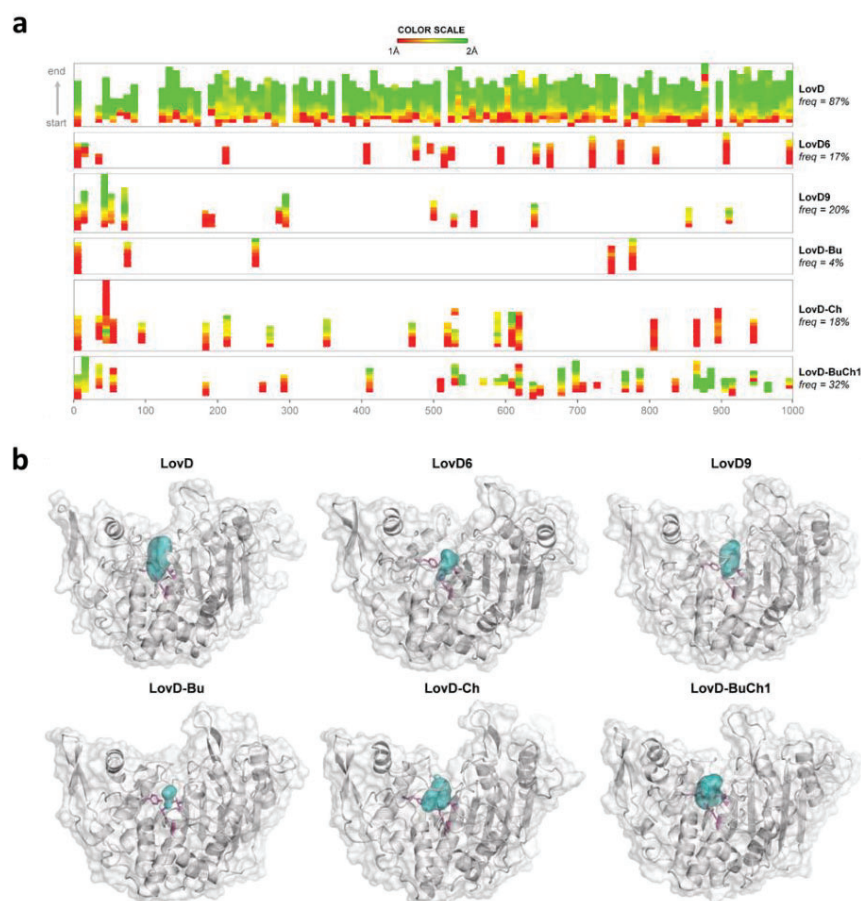 a
COLOR SCALE
1Å 2Å
end
start
LovD
freq = 87%
LovD6
freq = 17%
LovD9
freq = 20%
LovD-Bu
freq = 4%
LovD-Ch
freq = 18%
LovD-BuCh1
freq = 32%
0 100 200 300 400 500 600 700 800 900 1000
b
LovD LovD6 LovD9
LovD-Bu LovD-Ch LovD-BuCh1